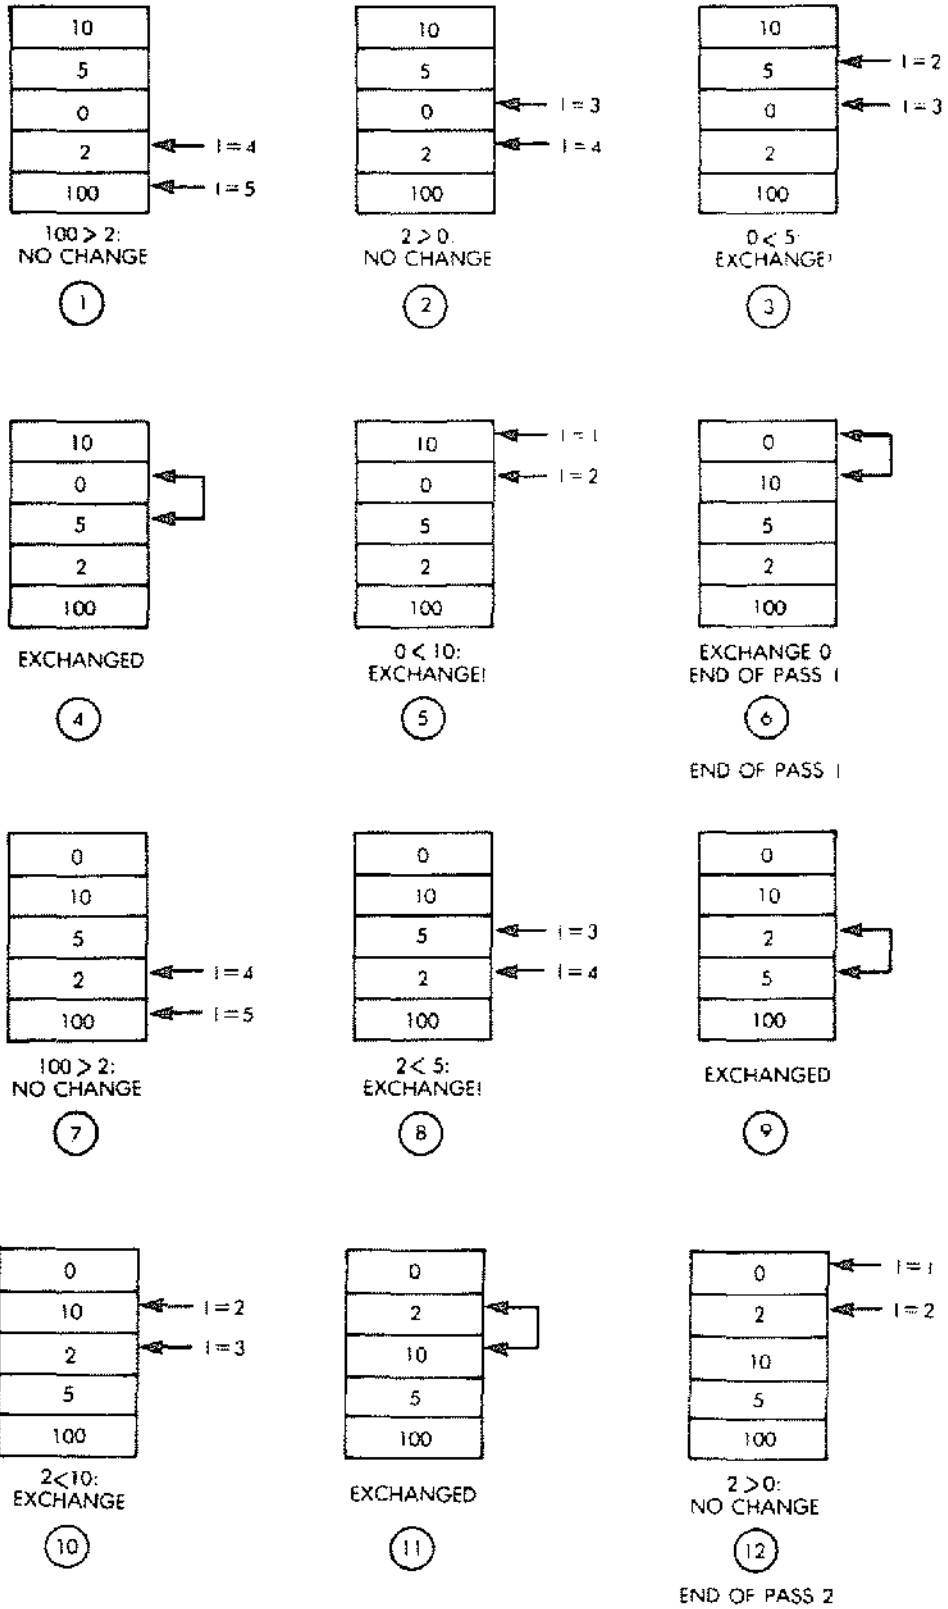 10
5
0
2
100
I = 4
I = 5
100 > 2:
NO CHANGE
1
10
5
0
2
100
I = 3
I = 4
2 > 0:
NO CHANGE
2
10
5
0
2
100
I = 2
I = 3
0 < 5:
EXCHANGE!
3
10
0
5
2
100
EXCHANGED
4
10
0
5
2
100
I = 1
I = 2
0 < 10:
EXCHANGE!
5
0
10
5
2
100
EXCHANGE 0
END OF PASS 1
6
END OF PASS 1
0
10
5
2
100
I = 4
I = 5
100 > 2:
NO CHANGE
7
0
10
5
2
100
I = 3
I = 4
2 < 5:
EXCHANGE!
8
0
10
2
5
100
EXCHANGED
9
0
10
2
5
100
I = 2
I = 3
2<10:
EXCHANGE
10
0
2
10
5
100
EXCHANGED
11
0
2
10
5
100
I = 1
I = 2
2 > 0:
NO CHANGE
12
END OF PASS 2